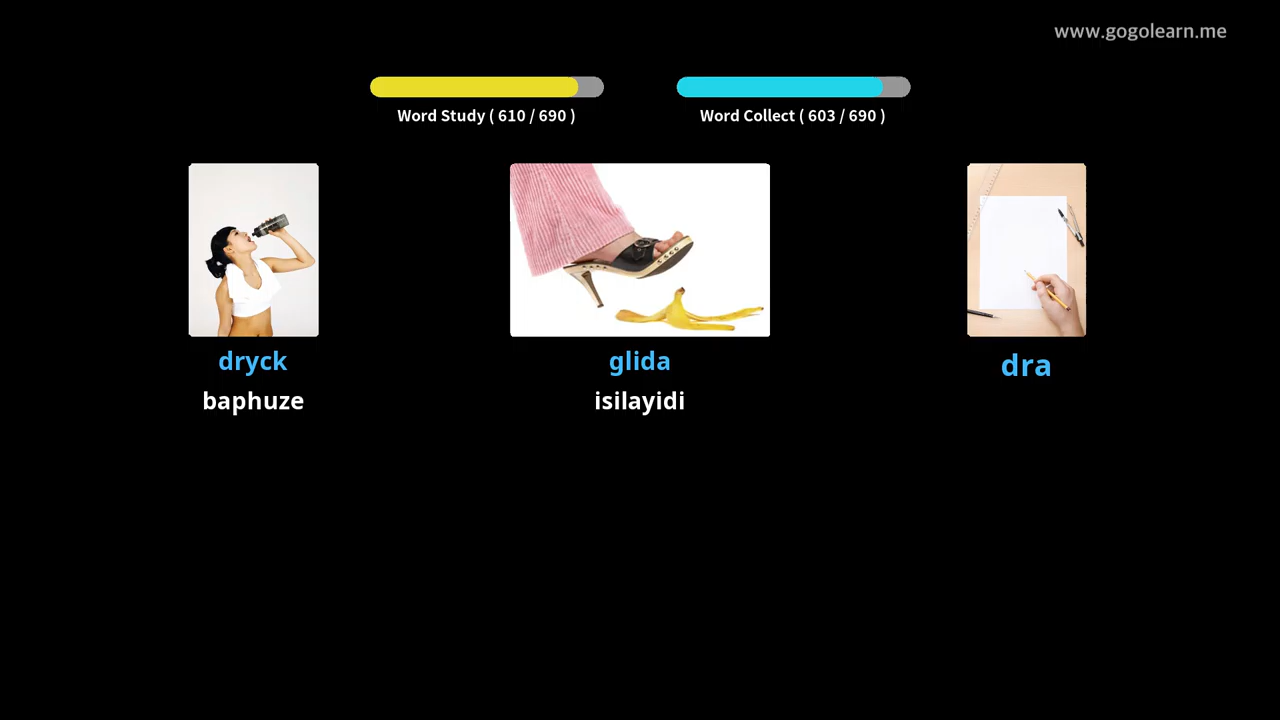 www.gogolearn.me
Word Study ( 610 / 690 )
Word Collect ( 603 / 690 )
dryck
glida
dra
baphuze
isilayidi